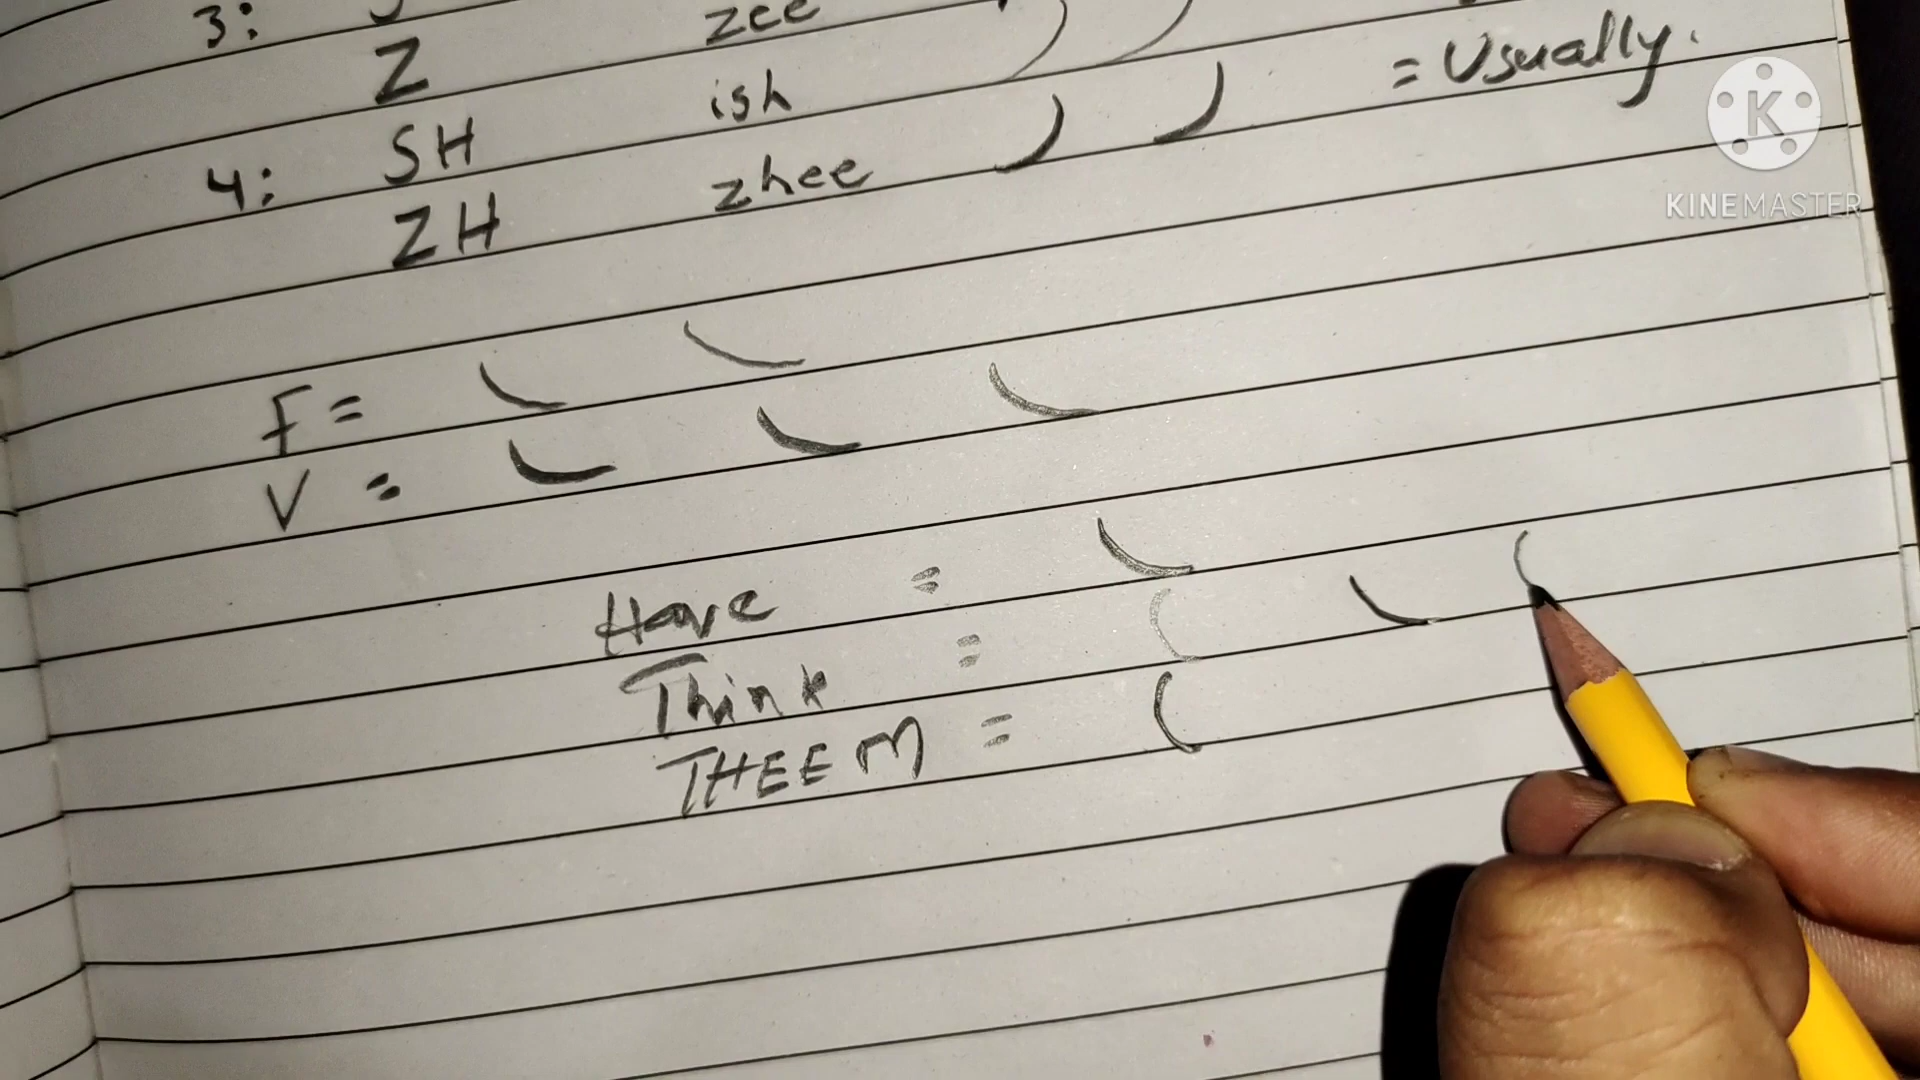 3:
Z zee
SH ish = Usually.
4: ZH zhee
F =
V =
Have =
Think =
THEEM =
K
KINEMASTER